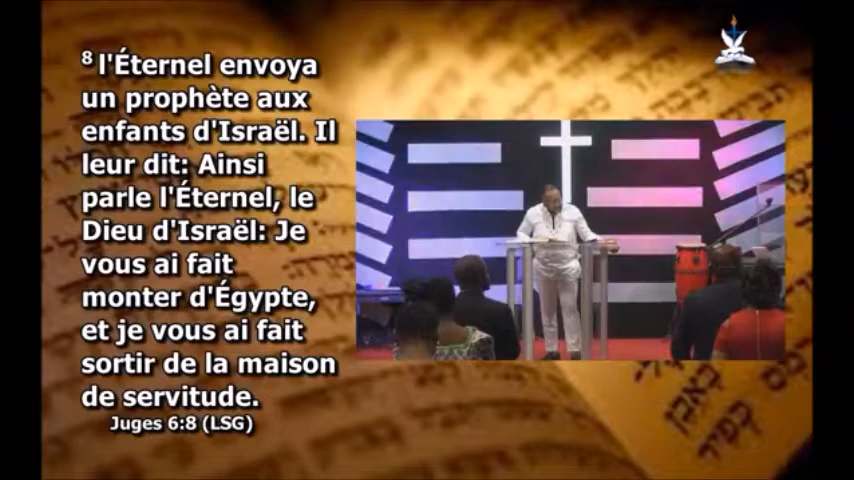 8 l'Éternel envoya
un prophète aux
enfants d'Israël. Il
leur dit: Ainsi
parle l'Éternel, le
Dieu d'Israël: Je
vous ai fait
monter d'Égypte,
et je vous ai fait
sortir de la maison
de servitude.
Juges 6:8 (LSG)